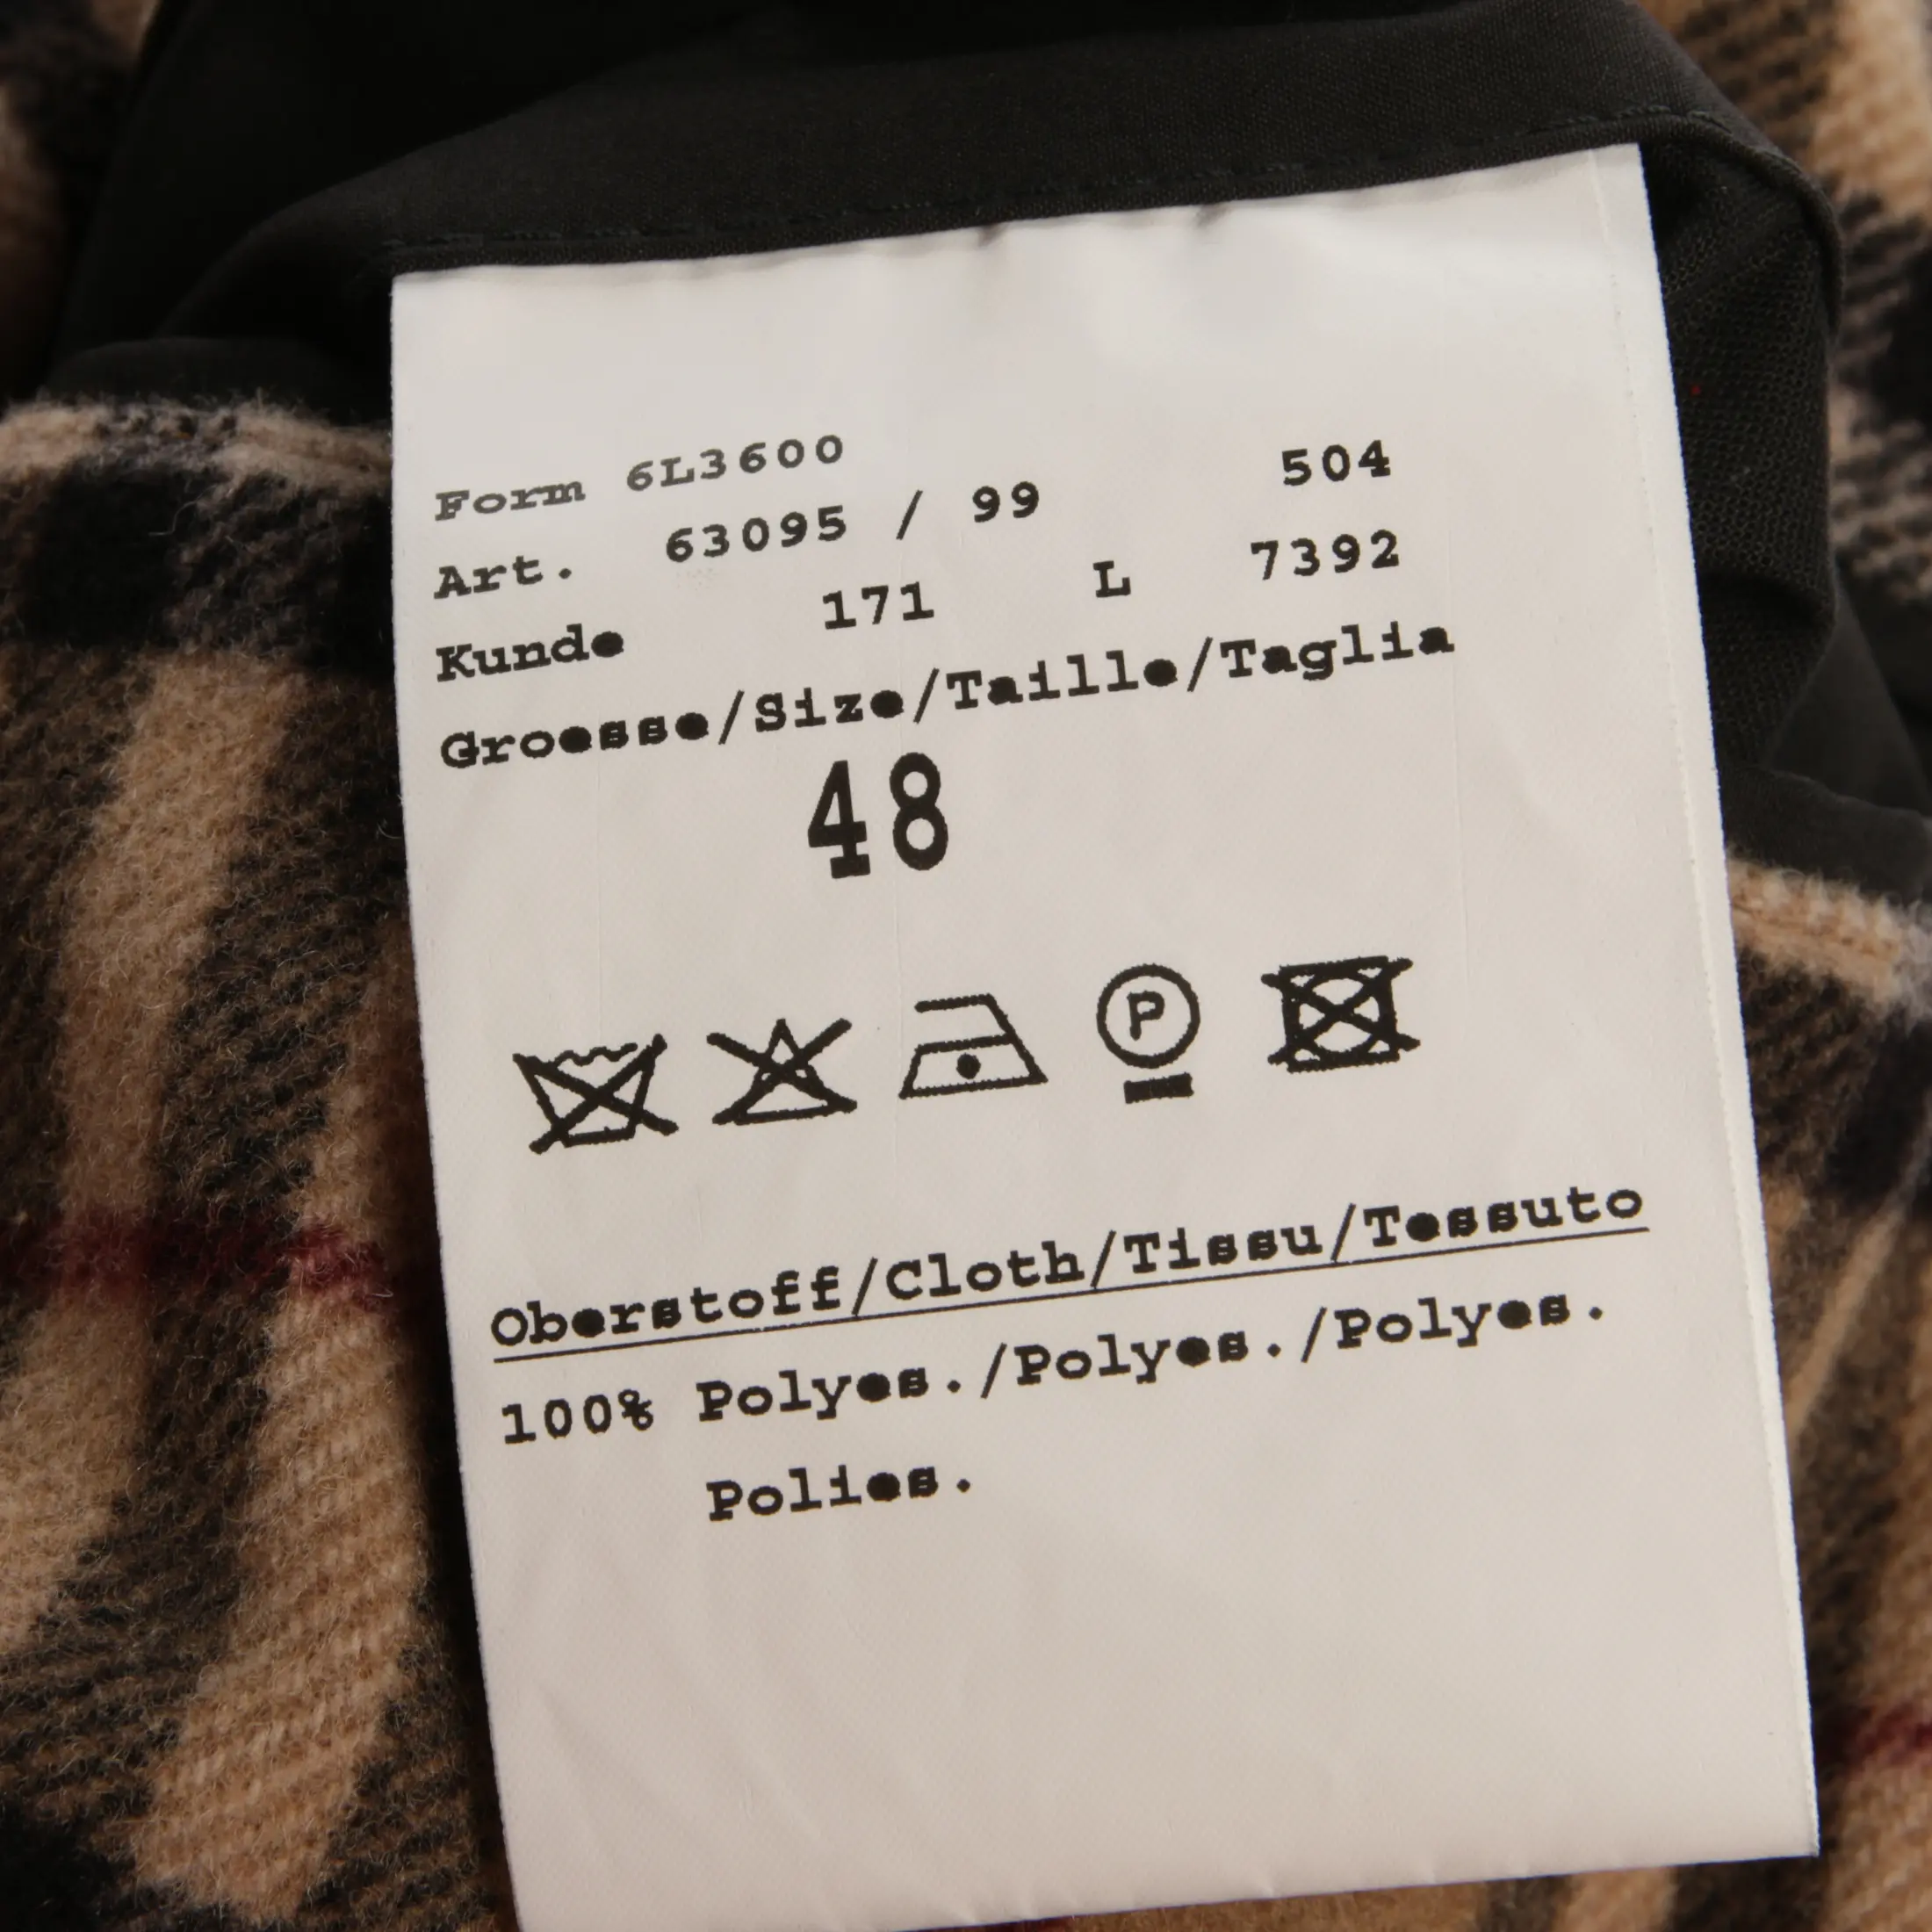 Form 6L3600
Art. 63095 / 99 504
Kunde 171 L 7392
Groesse/Size/Taille/Taglia
48
P
Oberstoff/Cloth/Tissu/Tessuto
100% Polyes./Polyes./Polyes.
Polies.